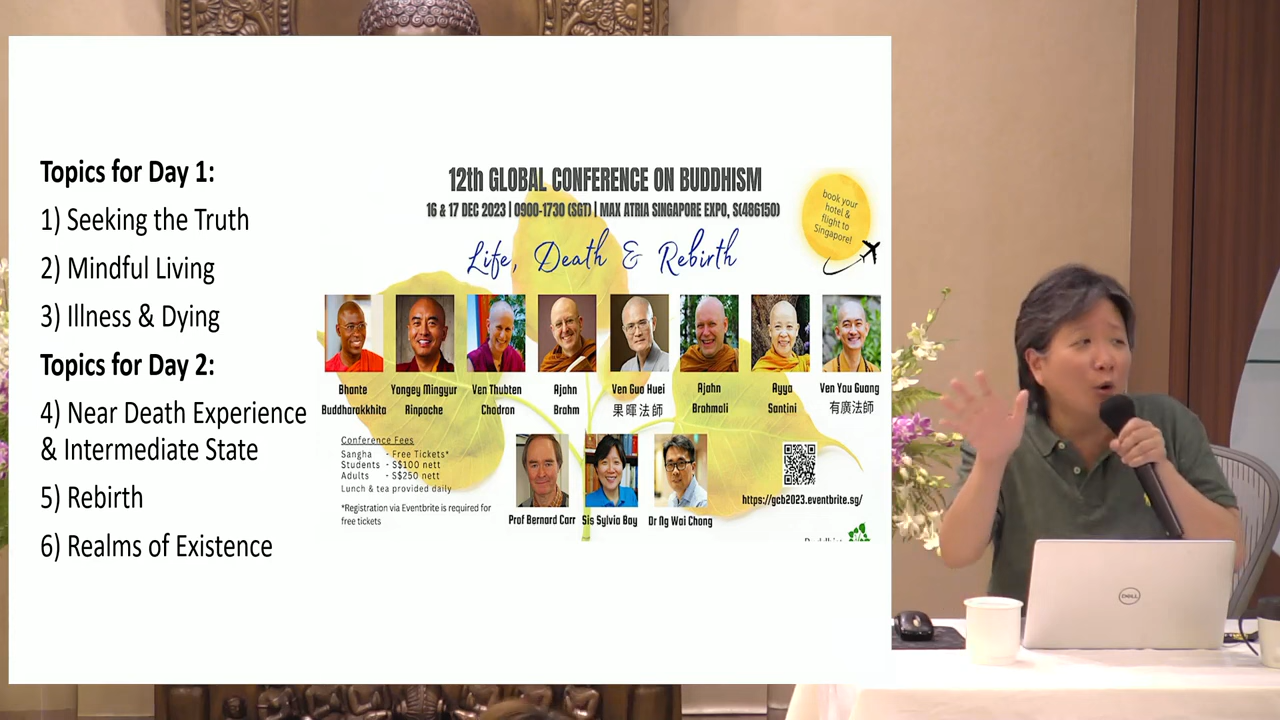 Topics for Day 1:
1) Seeking the Truth
2) Mindful Living
3) Illness & Dying
Topics for Day 2:
4) Near Death Experience
& Intermediate State
5) Rebirth
6) Realms of Existence
12th GLOBAL CONFERENCE ON BUDDHISM
16 & 17 DEC 2023 | 0900-1730 (SGT) | MAX ATRIA SINGAPORE EXPO, S(486150)
Life, Death & Rebirth
book your
hotel &
flight to
Singapore!
Bhante
Buddharakkhita
Yongey Mingyur
Rinpoche
Ven Thubten
Chodron
Ajahn
Brahm
Ven Guo Huei
果暉法師
Ajahn
Brahmali
Ayya
Santini
Ven You Guang
有廣法師
Conference Fees
Sangha - Free Tickets*
Students - S$100 nett
Adults - S$250 nett
Lunch & tea provided daily
*Registration via Eventbrite is required for
free tickets
Prof Bernard Carr
Sis Sylvia Bay
Dr Ng Wai Chong
https://gcb2023.eventbrite.sg/
DELL